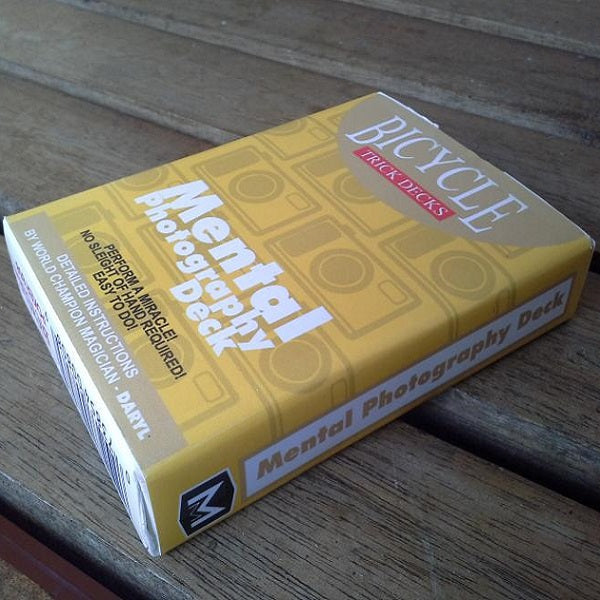 BICYCLE
TRICK DECKS
Mental
Photography
Deck
PERFORM A MIRACLE!
NO SLEIGHT OF HAND REQUIRED!
EASY TO DO!
DETAILED INSTRUCTIONS
BY WORLD CHAMPION MAGICIAN - DARYL
Mental Photography Deck
M